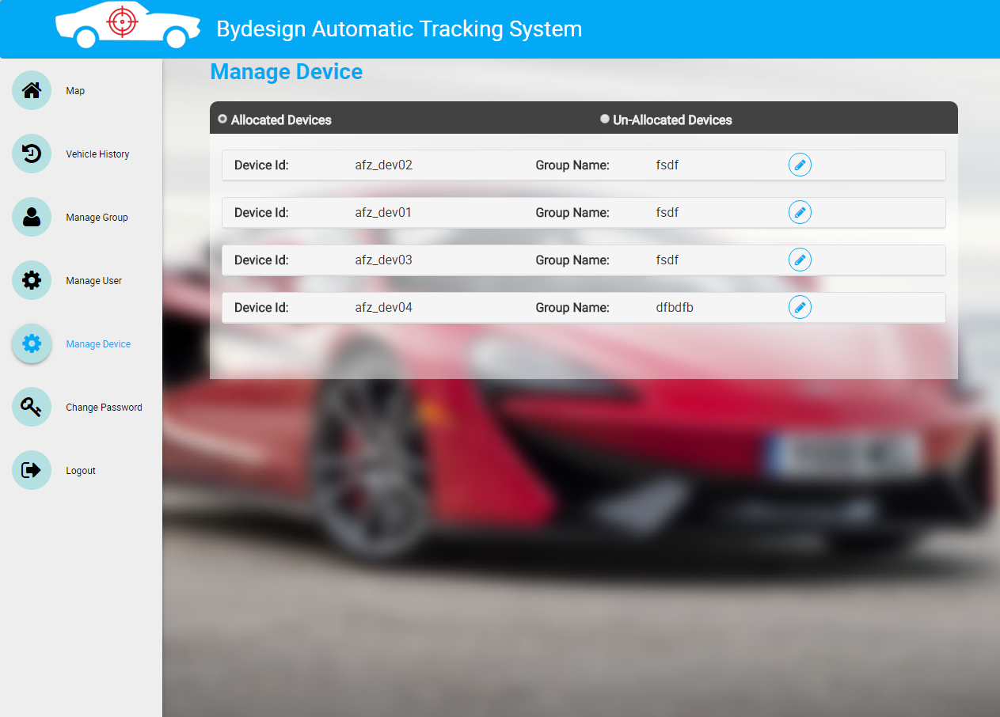 Bydesign Automatic Tracking System
Manage Device
Map
Vehicle History
Manage Group
Manage User
Manage Device
Change Password
Logout
Allocated Devices Un-Allocated Devices
Device Id: afz_dev02 Group Name: fsdf
Device Id: afz_dev01 Group Name: fsdf
Device Id: afz_dev03 Group Name: fsdf
Device Id: afz_dev04 Group Name: dfbdfb